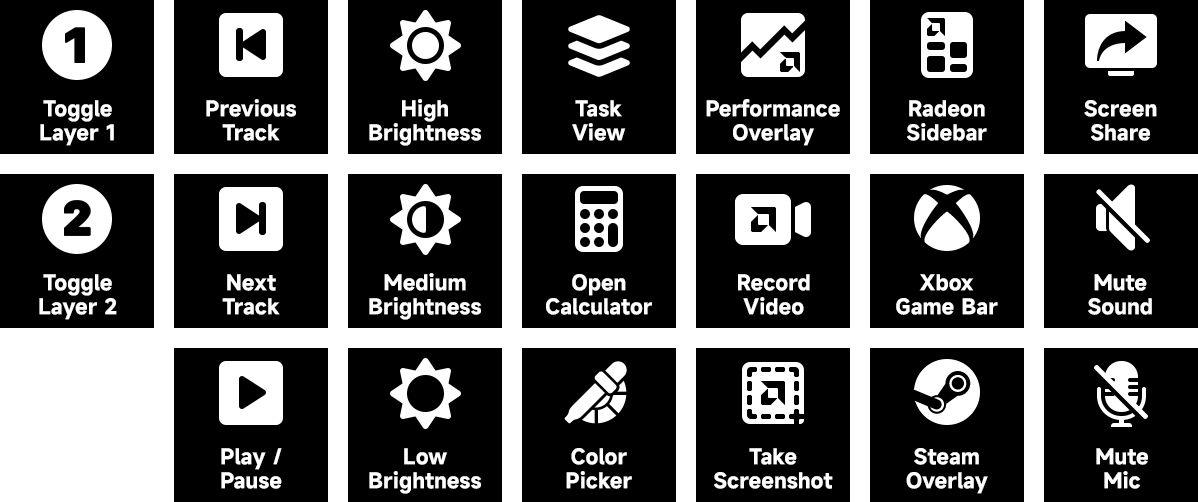 1
Toggle
Layer 1
Previous
Track
High
Brightness
Task
View
Performance
Overlay
Radeon
Sidebar
Screen
Share
2
Toggle
Layer 2
Next
Track
Medium
Brightness
Open
Calculator
Record
Video
Xbox
Game Bar
Mute
Sound
Play /
Pause
Low
Brightness
Color
Picker
Take
Screenshot
Steam
Overlay
Mute
Mic